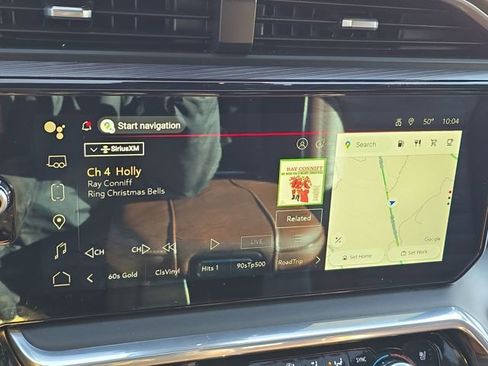 Start navigation
50° 10:04
SiriusXM
Search
Ch 4 Holly
Ray Conniff
Ring Christmas Bells
RAY CONNIFF
Related
CH CH LIVE
Google
Set Home Set Work
60s Gold ClsVinyl Hits 1 90sTp500 RoadTrip
SYNC